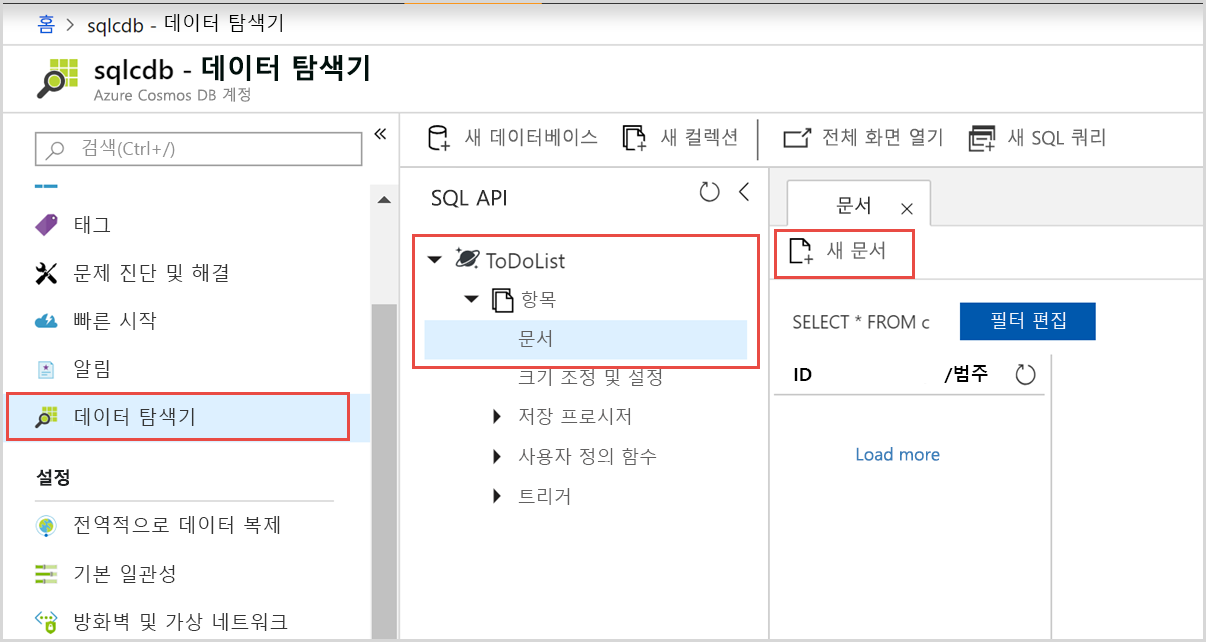 홈 > sqlcdb - 데이터 탐색기
sqlcdb - 데이터 탐색기
Azure Cosmos DB 계정
검색(Ctrl+/)
태그
문제 진단 및 해결
빠른 시작
알림
데이터 탐색기
설정
전역적으로 데이터 복제
기본 일관성
방화벽 및 가상 네트워크
새 데이터베이스
새 컬렉션
전체 화면 열기
새 SQL 쿼리
SQL API
ToDoList
항목
문서
크기 조정 및 설정
저장 프로시저
사용자 정의 함수
트리거
문서
새 문서
SELECT * FROM c
필터 편집
ID
/범주
Load more